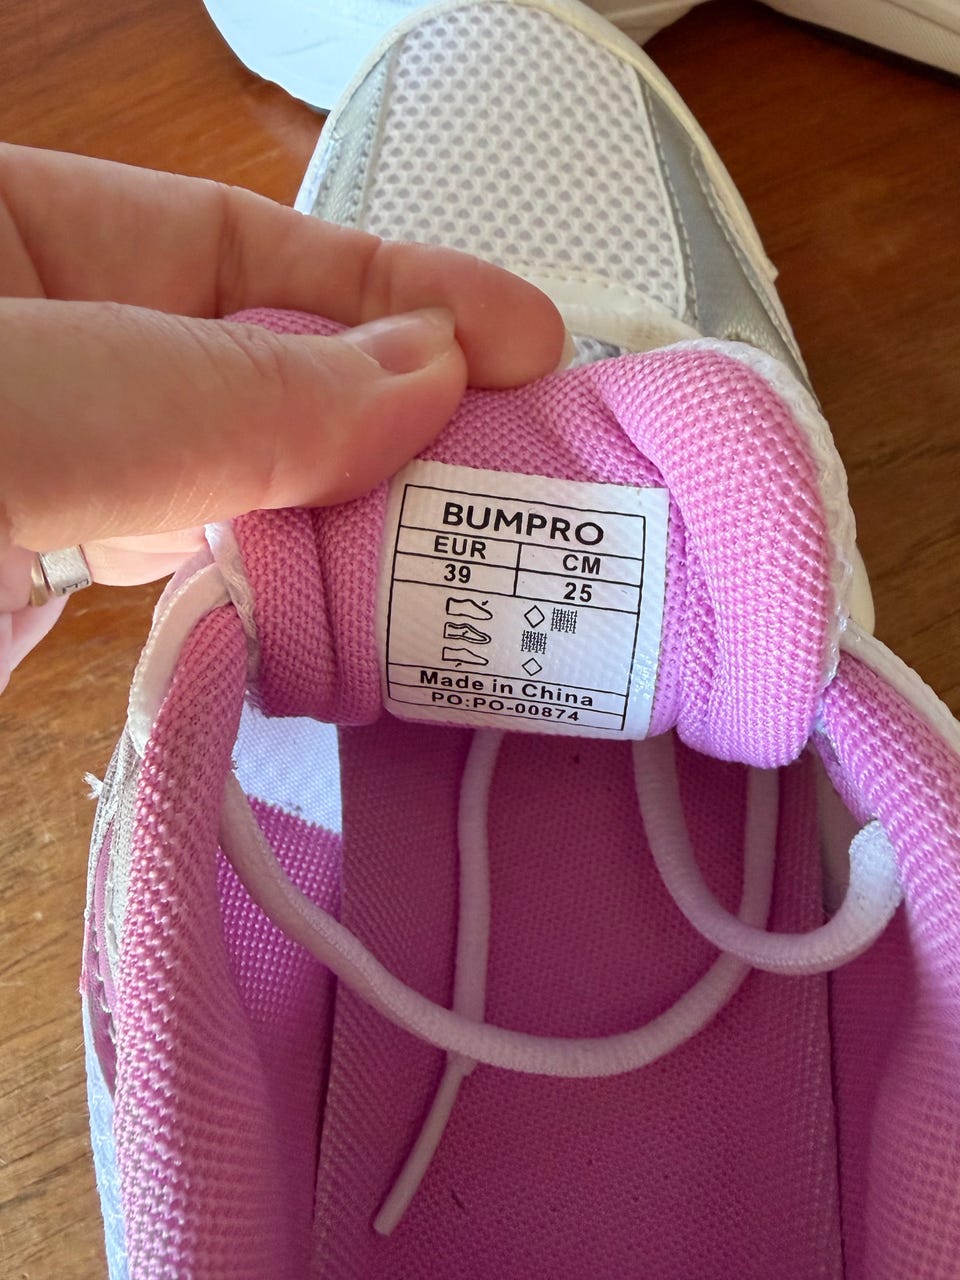 BUMPRO
EUR CM
39 25
Made in China
PO:PO-00874